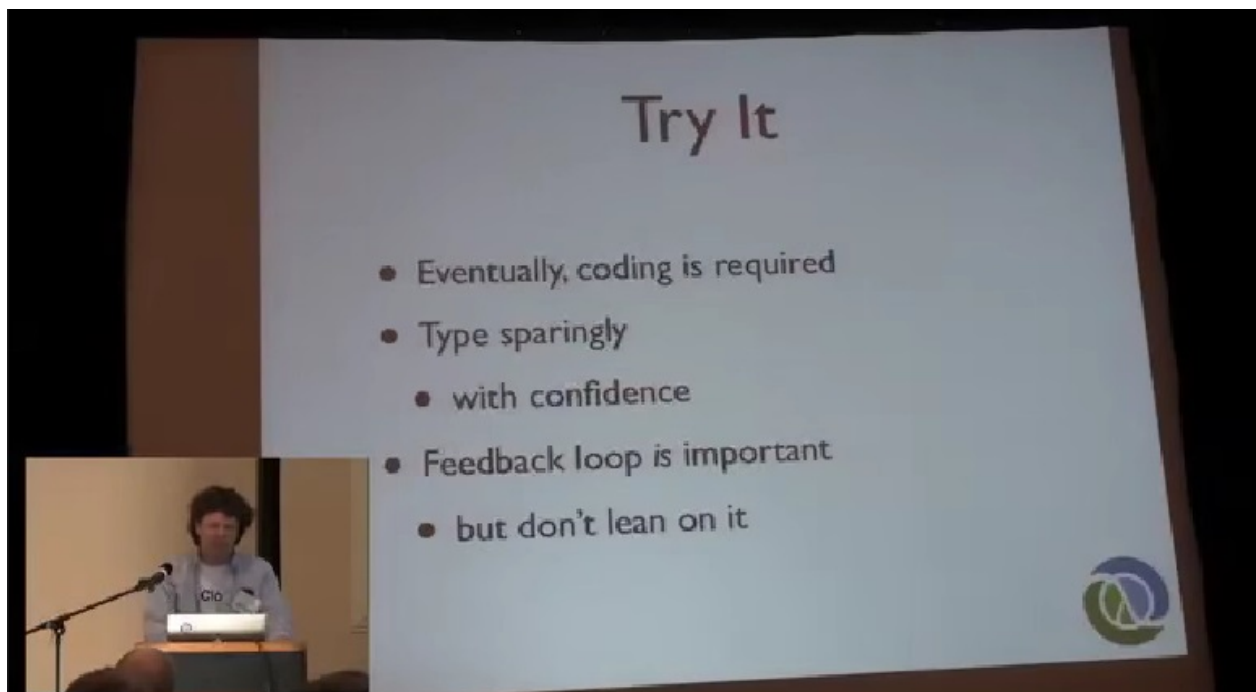 Try It
• Eventually, coding is required
• Type sparingly
• with confidence
• Feedback loop is important
• but don't lean on it
Clo